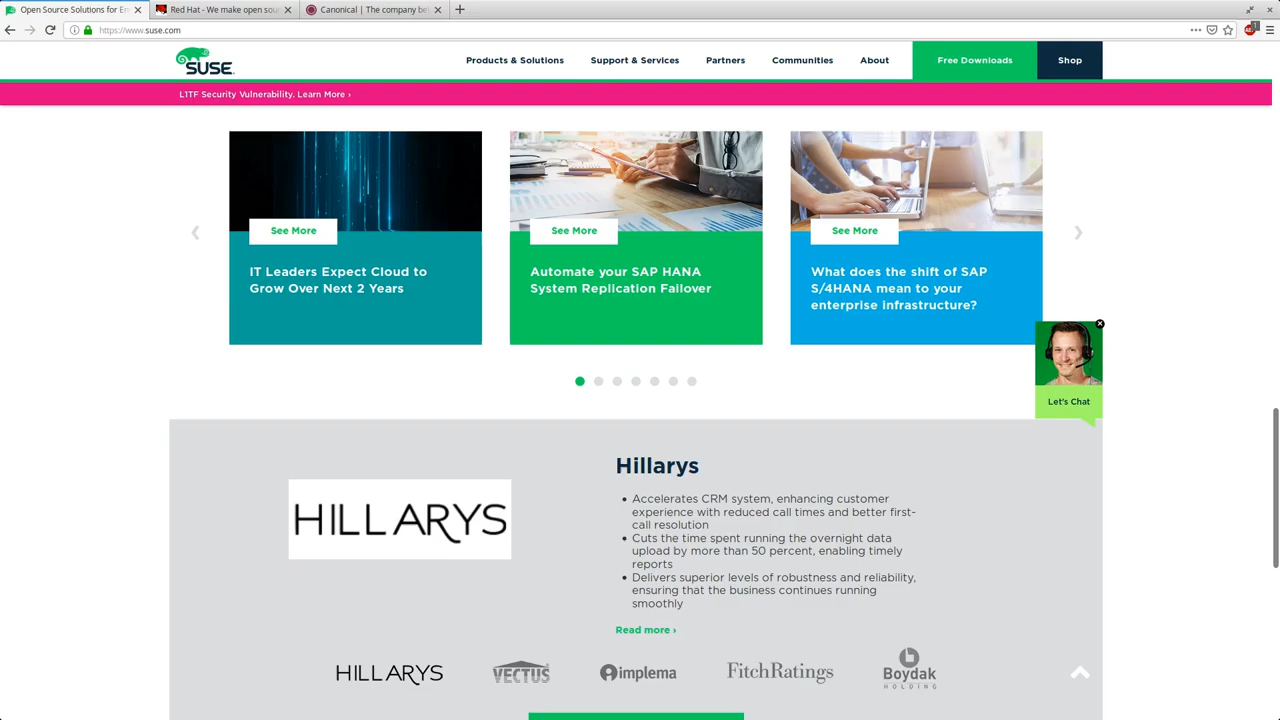 Open Source Solutions for En
Red Hat - We make open sou
Canonical | The company be
https://www.suse.com
1
SUSE
Products & Solutions
Support & Services
Partners
Communities
About
Free Downloads
Shop
L1TF Security Vulnerability. Learn More ›
See More
IT Leaders Expect Cloud to
Grow Over Next 2 Years
See More
Automate your SAP HANA
System Replication Failover
See More
What does the shift of SAP
S/4HANA mean to your
enterprise infrastructure?
Let's Chat
HILLARYS
Hillarys
Accelerates CRM system, enhancing customer
experience with reduced call times and better first-
call resolution
Cuts the time spent running the overnight data
upload by more than 50 percent, enabling timely
reports
Delivers superior levels of robustness and reliability,
ensuring that the business continues running
smoothly
Read more ›
HILLARYS
VECTUS
implema
FitchRatings
Boydak
HOLDING